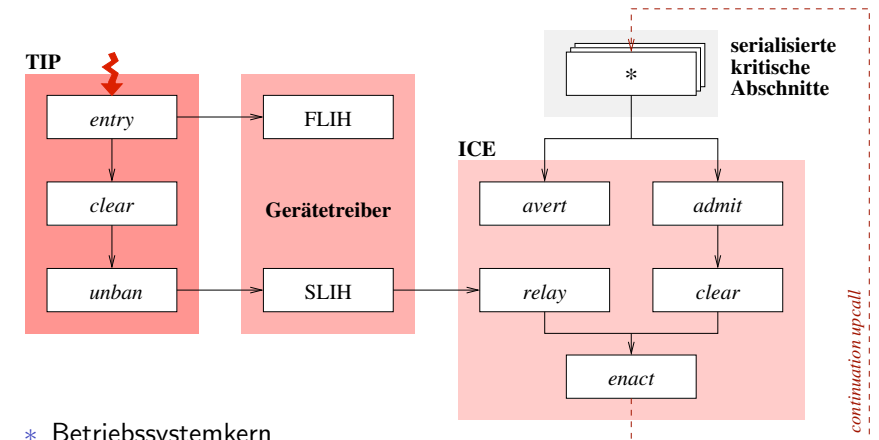 TIP
entry
clear
unban
FLIH
Gerätetreiber
SLIH
*
serialisierte
kritische
Abschnitte
ICE
avert
admit
relay
clear
enact
continuation upcall
* Betriebssystemkern